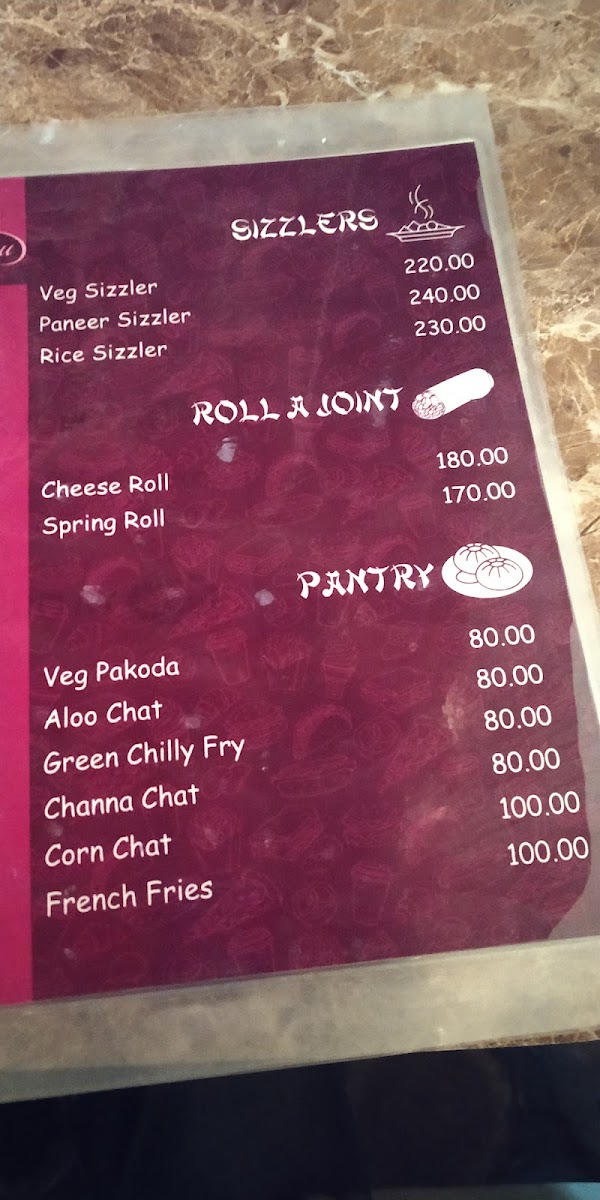 SIZZLERS
Veg Sizzler 220.00
Paneer Sizzler 240.00
Rice Sizzler 230.00
ROLL A JOINT
Cheese Roll 180.00
Spring Roll 170.00
PANTRY
Veg Pakoda 80.00
Aloo Chat 80.00
Green Chilly Fry 80.00
Channa Chat 80.00
Corn Chat 100.00
French Fries 100.00